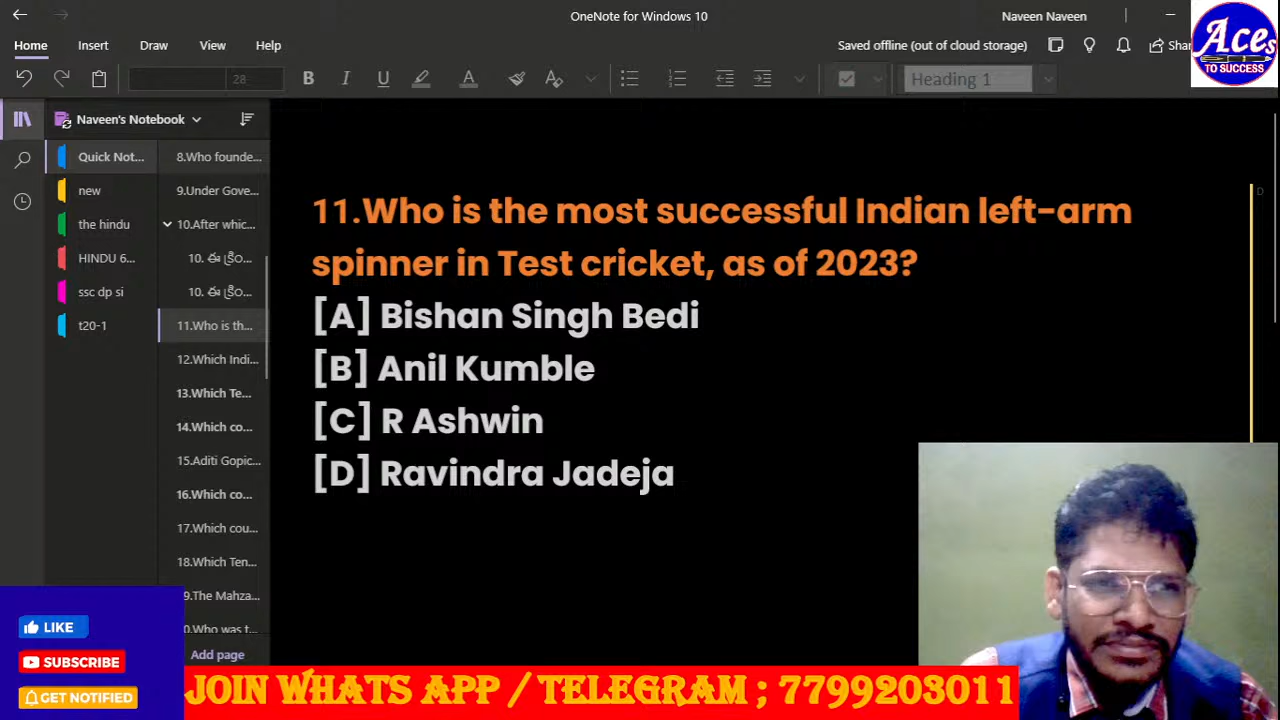 OneNote for Windows 10
Naveen Naveen
Home
Insert
Draw
View
Help
Saved offline (out of cloud storage)
Aces
TO SUCCESS
28
B
I
U
A
Heading 1
Naveen's Notebook
Quick Not...
new
the hindu
HINDU 6...
ssc dp si
t20-1
8.Who founde...
9.Under Gove...
10.After whic...
11.Who is th...
12.Which Indi...
13.Which Te...
14.Which co...
15.Aditi Gopic...
16.Which co...
17.Which cou...
18.Which Ten...
9.The Mahza...
0.Who was t...
Add page
11.Who is the most successful Indian left-arm
spinner in Test cricket, as of 2023?
[A] Bishan Singh Bedi
[B] Anil Kumble
[C] R Ashwin
[D] Ravindra Jadeja
LIKE
SUBSCRIBE
GET NOTIFIED
JOIN WHATS APP / TELEGRAM ; 7799203011